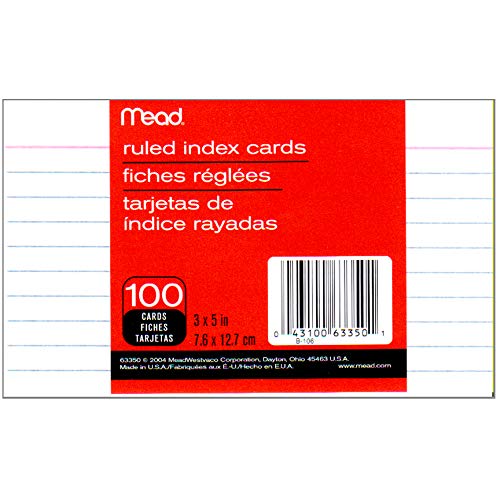 Mead®
ruled index cards
fiches réglées
tarjetas de
índice rayadas
100
CARDS
FICHES
TARJETAS
3 x 5 in
7.6 x 12.7 cm
0 43100 63350 1
B-106
63350 © 2004 MeadWestvaco Corporation, Dayton, Ohio 45463 U.S.A.
Made in U.S.A./Fabriquées aux É.-U./Hecho en E.U.A.
www.mead.com